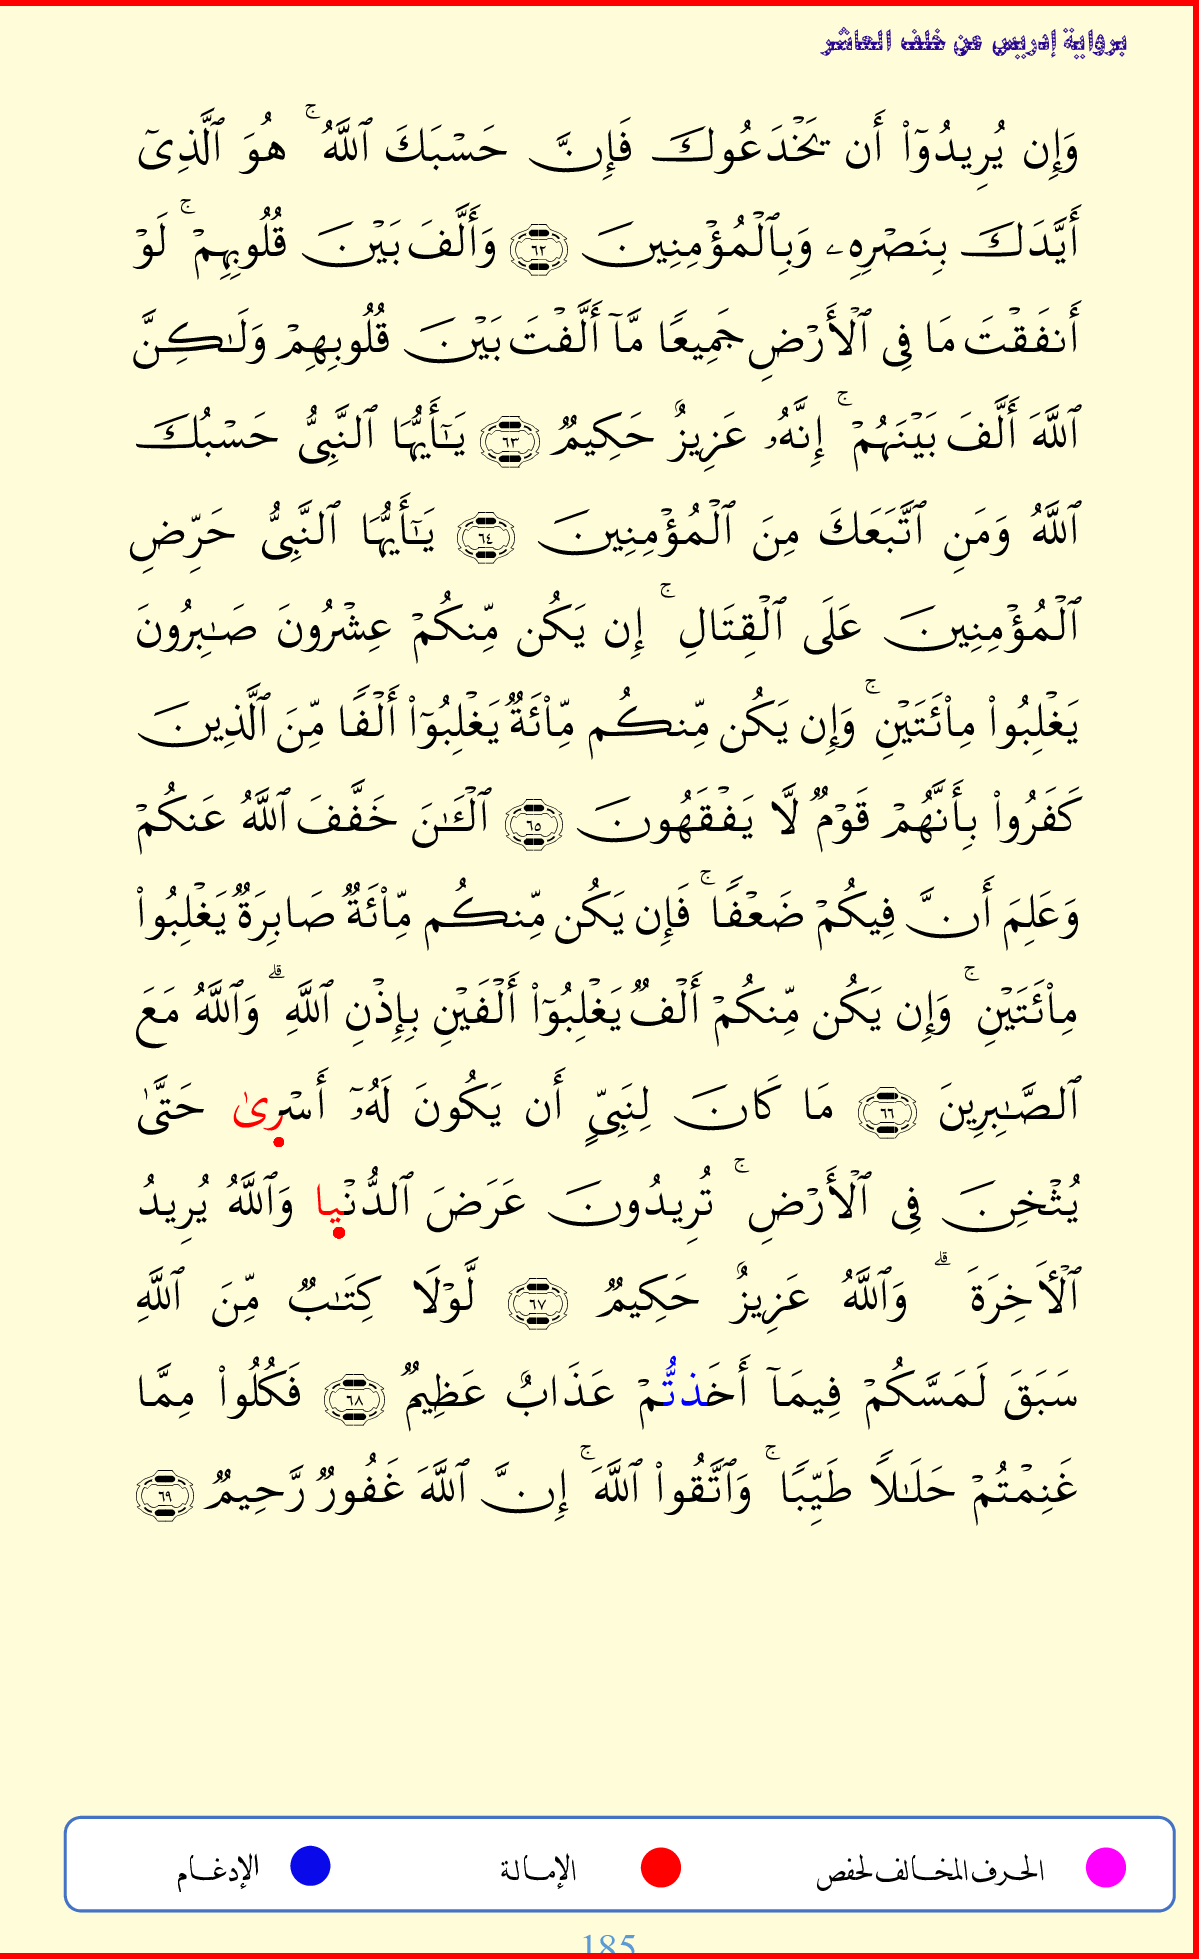 برواية إدريس عن خلف العاشر
وَإِن يُرِيدُوٓا۟ أَن يَخْدَعُوكَ فَإِنَّ حَسْبَكَ ٱللَّهُ ۚ هُوَ ٱلَّذِىٓ
أَيَّدَكَ بِنَصْرِهِۦ وَبِٱلْمُؤْمِنِينَ ٦٢ وَأَلَّفَ بَيْنَ قُلُوبِهِمْ ۚ لَوْ
أَنفَقْتَ مَا فِى ٱلْأَرْضِ جَمِيعًا مَّآ أَلَّفْتَ بَيْنَ قُلُوبِهِمْ وَلَٰكِنَّ
ٱللَّهَ أَلَّفَ بَيْنَهُمْ ۚ إِنَّهُۥ عَزِيزٌ حَكِيمٌ ٦٣ يَٰٓأَيُّهَا ٱلنَّبِىُّ حَسْبُكَ
ٱللَّهُ وَمَنِ ٱتَّبَعَكَ مِنَ ٱلْمُؤْمِنِينَ ٦٤ يَٰٓأَيُّهَا ٱلنَّبِىُّ حَرِّضِ
ٱلْمُؤْمِنِينَ عَلَى ٱلْقِتَالِ ۚ إِن يَكُن مِّنكُمْ عِشْرُونَ صَٰبِرُونَ
يَغْلِبُوا۟ مِا۟ئَتَيْنِ ۚ وَإِن يَكُن مِّنكُم مِّا۟ئَةٌ يَغْلِبُوٓا۟ أَلْفًا مِّنَ ٱلَّذِينَ
كَفَرُوا۟ بِأَنَّهُمْ قَوْمٌ لَّا يَفْقَهُونَ ٦٥ ٱلْـَٰٔنَ خَفَّفَ ٱللَّهُ عَنكُمْ
وَعَلِمَ أَنَّ فِيكُمْ ضَعْفًا ۚ فَإِن يَكُن مِّنكُم مِّا۟ئَةٌ صَابِرَةٌ يَغْلِبُوا۟
مِا۟ئَتَيْنِ ۚ وَإِن يَكُن مِّنكُمْ أَلْفٌ يَغْلِبُوٓا۟ أَلْفَيْنِ بِإِذْنِ ٱللَّهِ ۗ وَٱللَّهُ مَعَ
ٱلصَّٰبِرِينَ ٦٦ مَا كَانَ لِنَبِىٍّ أَن يَكُونَ لَهُۥٓ أَسْرِىٰ حَتَّىٰ
يُثْخِنَ فِى ٱلْأَرْضِ ۚ تُرِيدُونَ عَرَضَ ٱلدُّنْيِا وَٱللَّهُ يُرِيدُ
ٱلْأَخِرَةَ ۗ وَٱللَّهُ عَزِيزٌ حَكِيمٌ ٦٧ لَّوْلَا كِتَٰبٌ مِّنَ ٱللَّهِ
سَبَقَ لَمَسَّكُمْ فِيمَآ أَخَذتُّمْ عَذَابٌ عَظِيمٌ ٦٨ فَكُلُوا۟ مِمَّا
غَنِمْتُمْ حَلَٰلًا طَيِّبًا ۚ وَٱتَّقُوا۟ ٱللَّهَ ۚ إِنَّ ٱللَّهَ غَفُورٌ رَّحِيمٌ ٦٩
الحرف المخالف لحفص الإمالة الإدغام
185